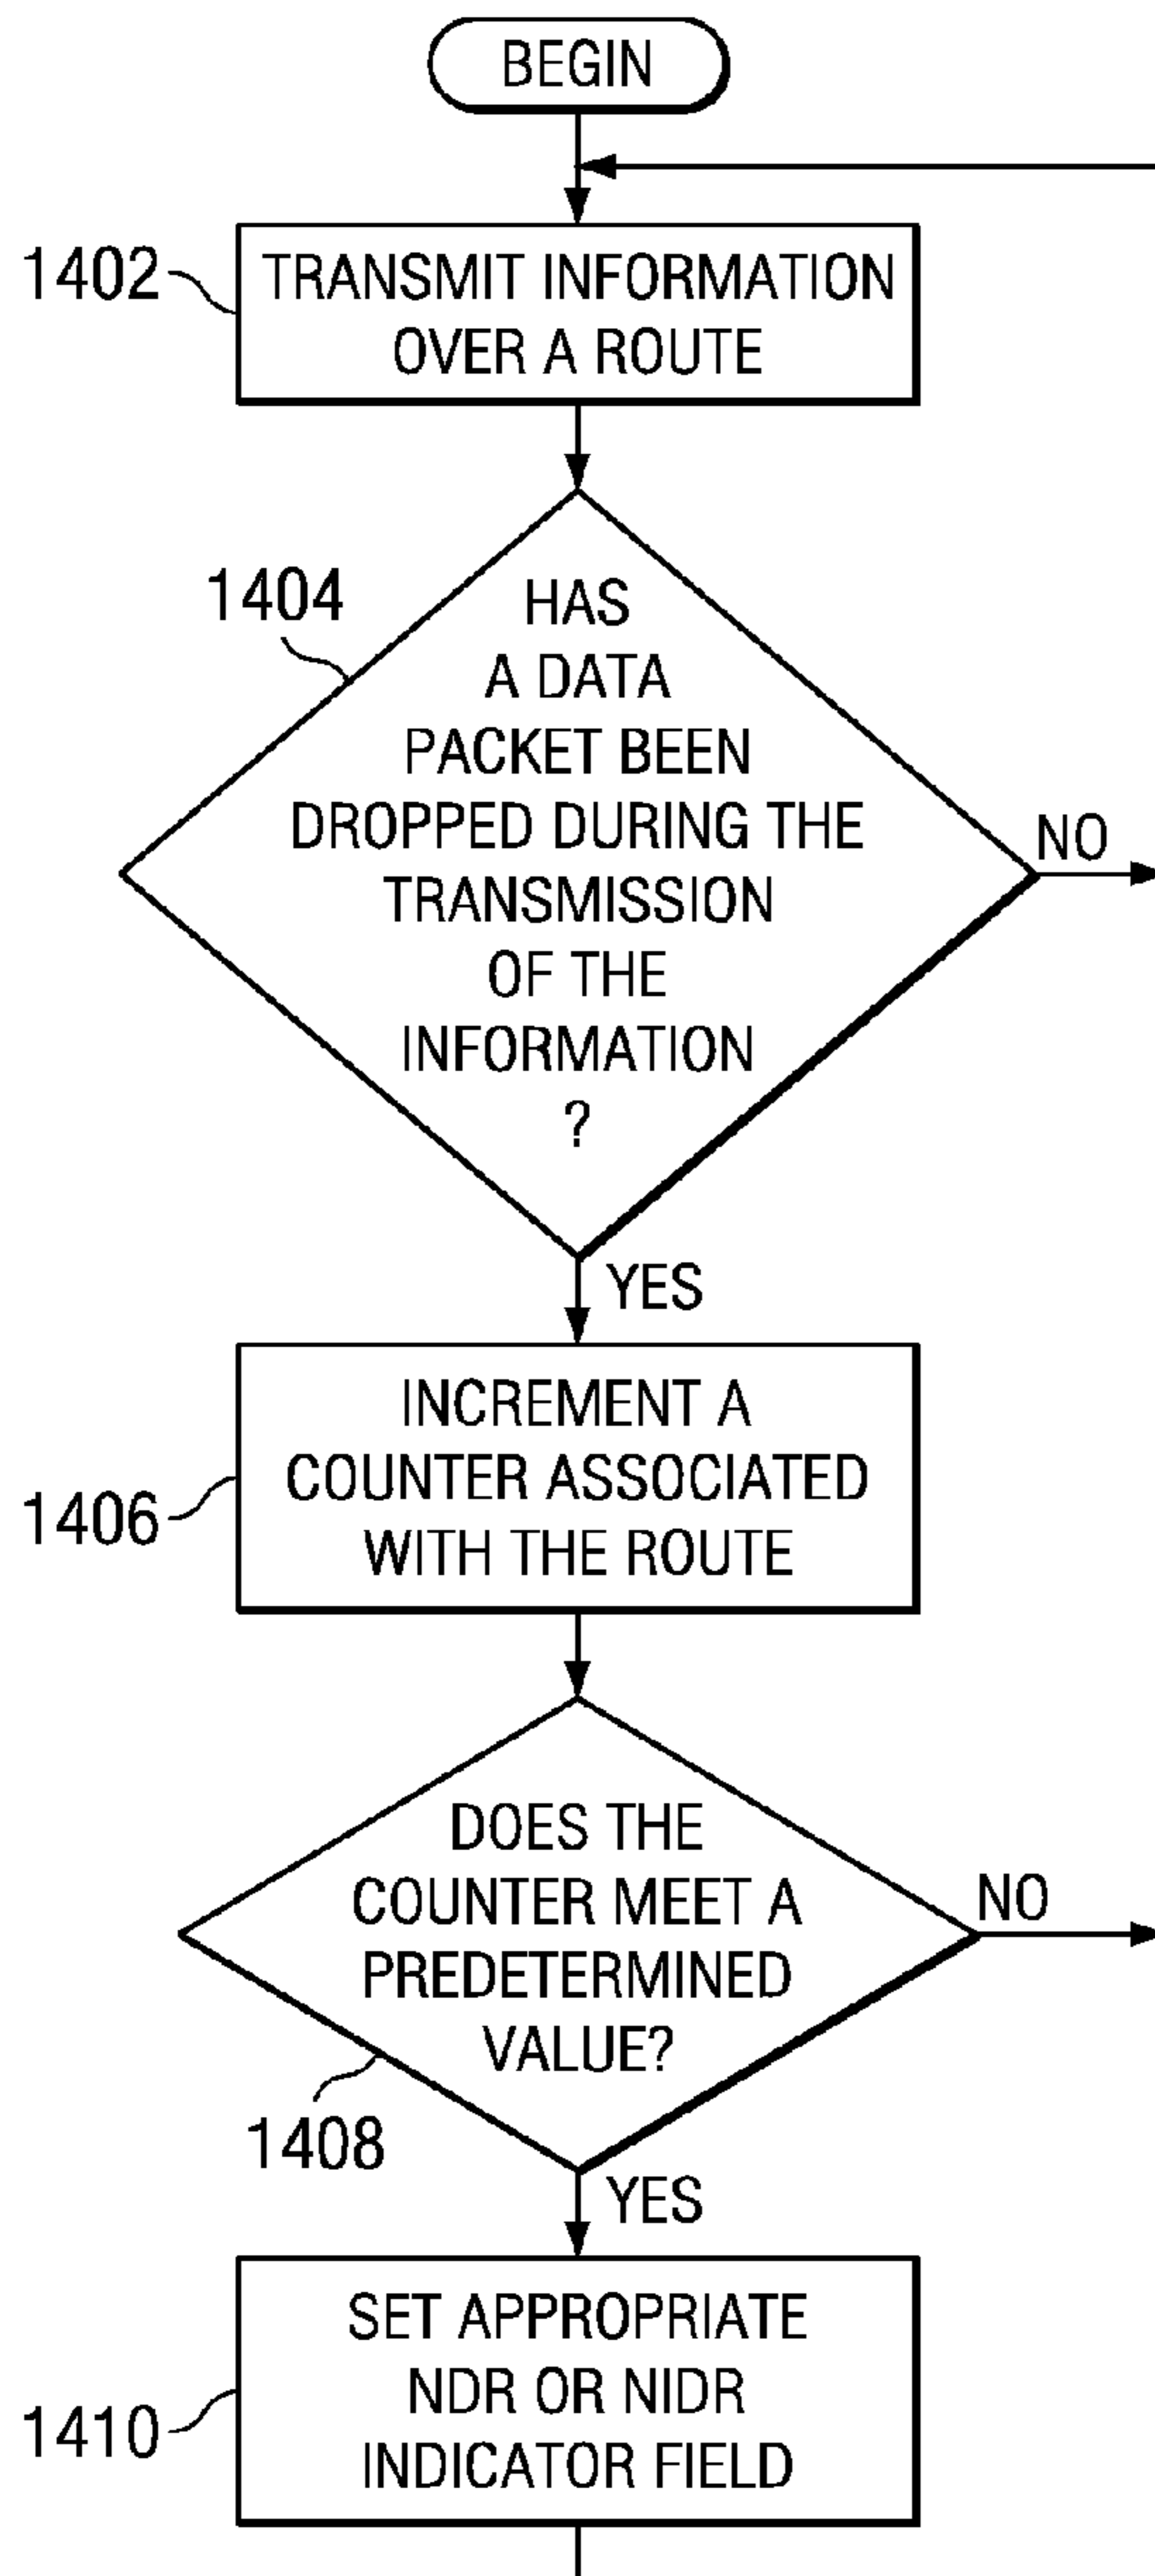 BEGIN
1402
TRANSMIT INFORMATION
OVER A ROUTE
1404
HAS
A DATA
PACKET BEEN
DROPPED DURING THE
TRANSMISSION
OF THE
INFORMATION
?
NO
YES
1406
INCREMENT A
COUNTER ASSOCIATED
WITH THE ROUTE
DOES THE
COUNTER MEET A
PREDETERMINED
VALUE?
NO
1408
YES
1410
SET APPROPRIATE
NDR OR NIDR
INDICATOR FIELD